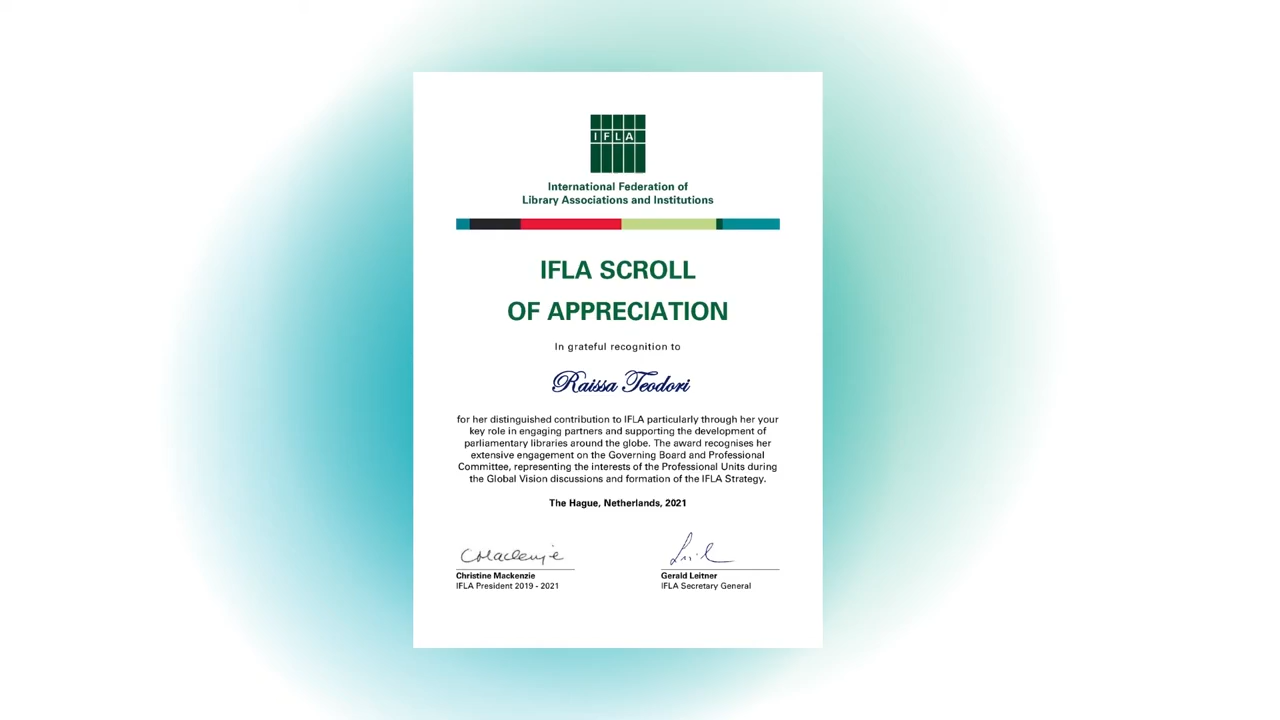 IFLA
International Federation of
Library Associations and Institutions
IFLA SCROLL
OF APPRECIATION
In grateful recognition to
Raissa Teodori
for her distinguished contribution to IFLA particularly through her your
key role in engaging partners and supporting the development of
parliamentary libraries around the globe. The award recognises her
extensive engagement on the Governing Board and Professional
Committee, representing the interests of the Professional Units during
the Global Vision discussions and formation of the IFLA Strategy.
The Hague, Netherlands, 2021
CMackenzie
Christine Mackenzie
IFLA President 2019 - 2021
Gerald Leitner
IFLA Secretary General